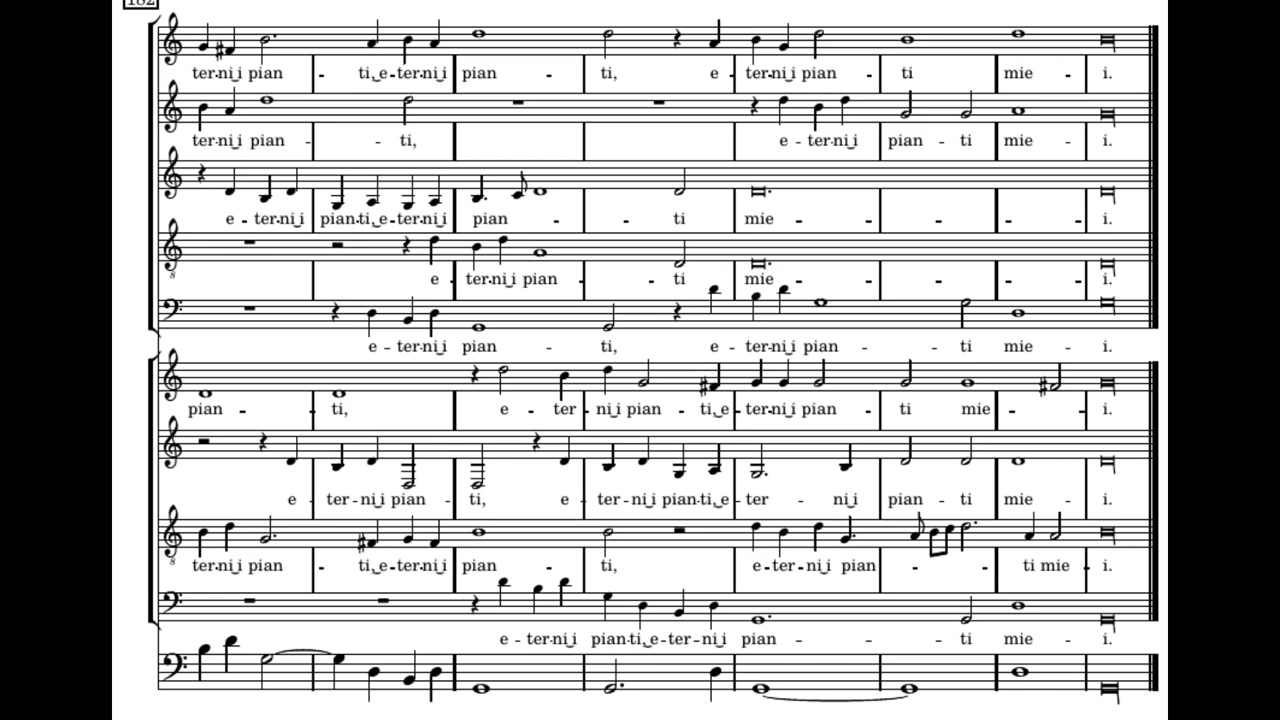 182
ter-ni‿i pian - ti,‿e-ter-ni‿i pian - ti, e - ter-ni‿i pian - ti mie - i.
ter-ni‿i pian - - ti, e - ter-ni‿i pian - ti mie - i.
e - ter-ni‿i pian-ti,‿e-ter-ni‿i pian - - - ti mie - - - i.
e - ter-ni‿i pian - - ti mie - - - i.
e - ter-ni‿i pian - ti, e - ter-ni‿i pian - ti mie - i.
pian - - ti, e - ter - ni‿i pian - ti,‿e-ter-ni‿i pian - ti mie - - i.
e - ter-ni‿i pian - ti, e - ter-ni‿i pian-ti,‿e-ter - ni‿i pian - ti mie - i.
ter-ni‿i pian - ti,‿e-ter-ni‿i pian - ti, e-ter-ni‿i pian - - - ti mie - i.
e - ter-ni‿i pian-ti,‿e-ter-ni‿i pian - - ti mie - i.